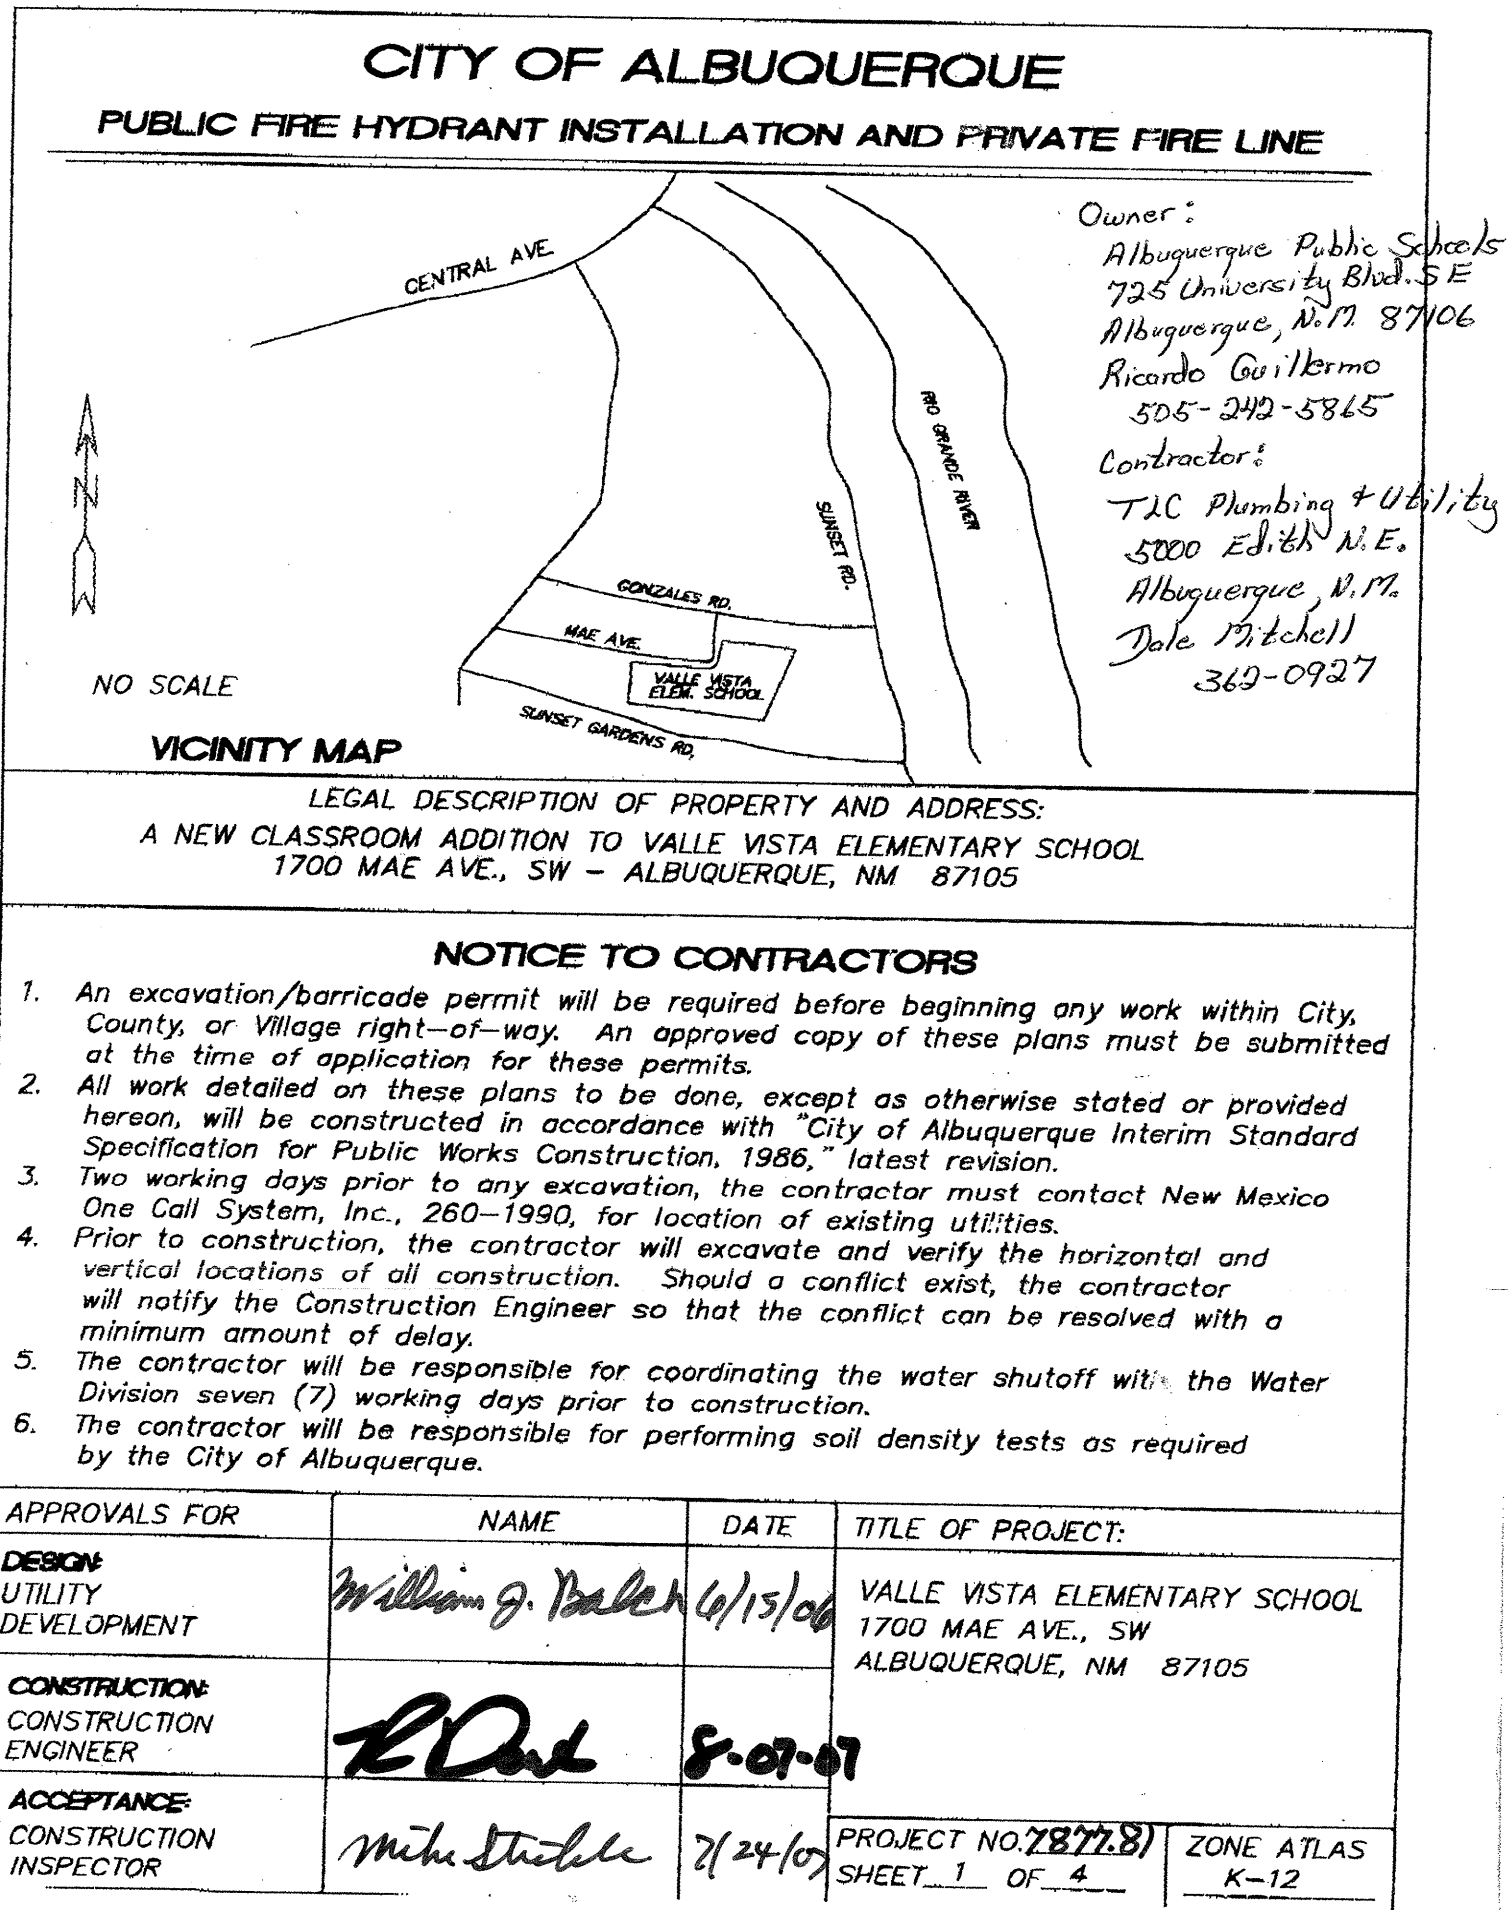 CITY OF ALBUQUERQUE
PUBLIC FIRE HYDRANT INSTALLATION AND PRIVATE FIRE LINE
CENTRAL AVE.
RIO GRANDE RIVER
SUNSET RD.
GONZALES RD.
MAE AVE.
VALLE VISTA
ELEM. SCHOOL
SUNSET GARDENS RD,
N
NO SCALE
VICINITY MAP
Owner:
Albuquerque Public Schools
725 University Blvd. SE
Albuquerque, N.M. 87106
Ricardo Guillermo
505-242-5865
Contractor:
TLC Plumbing & Utility
5000 Edith N.E.
Albuquerque, N.M.
Dale Mitchell
362-0927
LEGAL DESCRIPTION OF PROPERTY AND ADDRESS:
A NEW CLASSROOM ADDITION TO VALLE VISTA ELEMENTARY SCHOOL
1700 MAE AVE., SW - ALBUQUERQUE, NM 87105
NOTICE TO CONTRACTORS
1. An excavation/barricade permit will be required before beginning any work within City,
County, or Village right-of-way. An approved copy of these plans must be submitted
at the time of application for these permits.
2. All work detailed on these plans to be done, except as otherwise stated or provided
hereon, will be constructed in accordance with "City of Albuquerque Interim Standard
Specification for Public Works Construction, 1986," latest revision.
3. Two working days prior to any excavation, the contractor must contact New Mexico
One Call System, Inc., 260-1990, for location of existing utilities.
4. Prior to construction, the contractor will excavate and verify the horizontal and
vertical locations of all construction. Should a conflict exist, the contractor
will notify the Construction Engineer so that the conflict can be resolved with a
minimum amount of delay.
5. The contractor will be responsible for coordinating the water shutoff with the Water
Division seven (7) working days prior to construction.
6. The contractor will be responsible for performing soil density tests as required
by the City of Albuquerque.
APPROVALS FOR NAME DATE TITLE OF PROJECT:
DESIGN:
UTILITY
DEVELOPMENT
William J. Balch 6/15/06
VALLE VISTA ELEMENTARY SCHOOL
1700 MAE AVE., SW
ALBUQUERQUE, NM 87105
CONSTRUCTION:
CONSTRUCTION
ENGINEER
8-07-07
ACCEPTANCE:
CONSTRUCTION
INSPECTOR
Mike 7/24/07
PROJECT NO. 7877.81
SHEET 1 OF 4
ZONE ATLAS
K-12